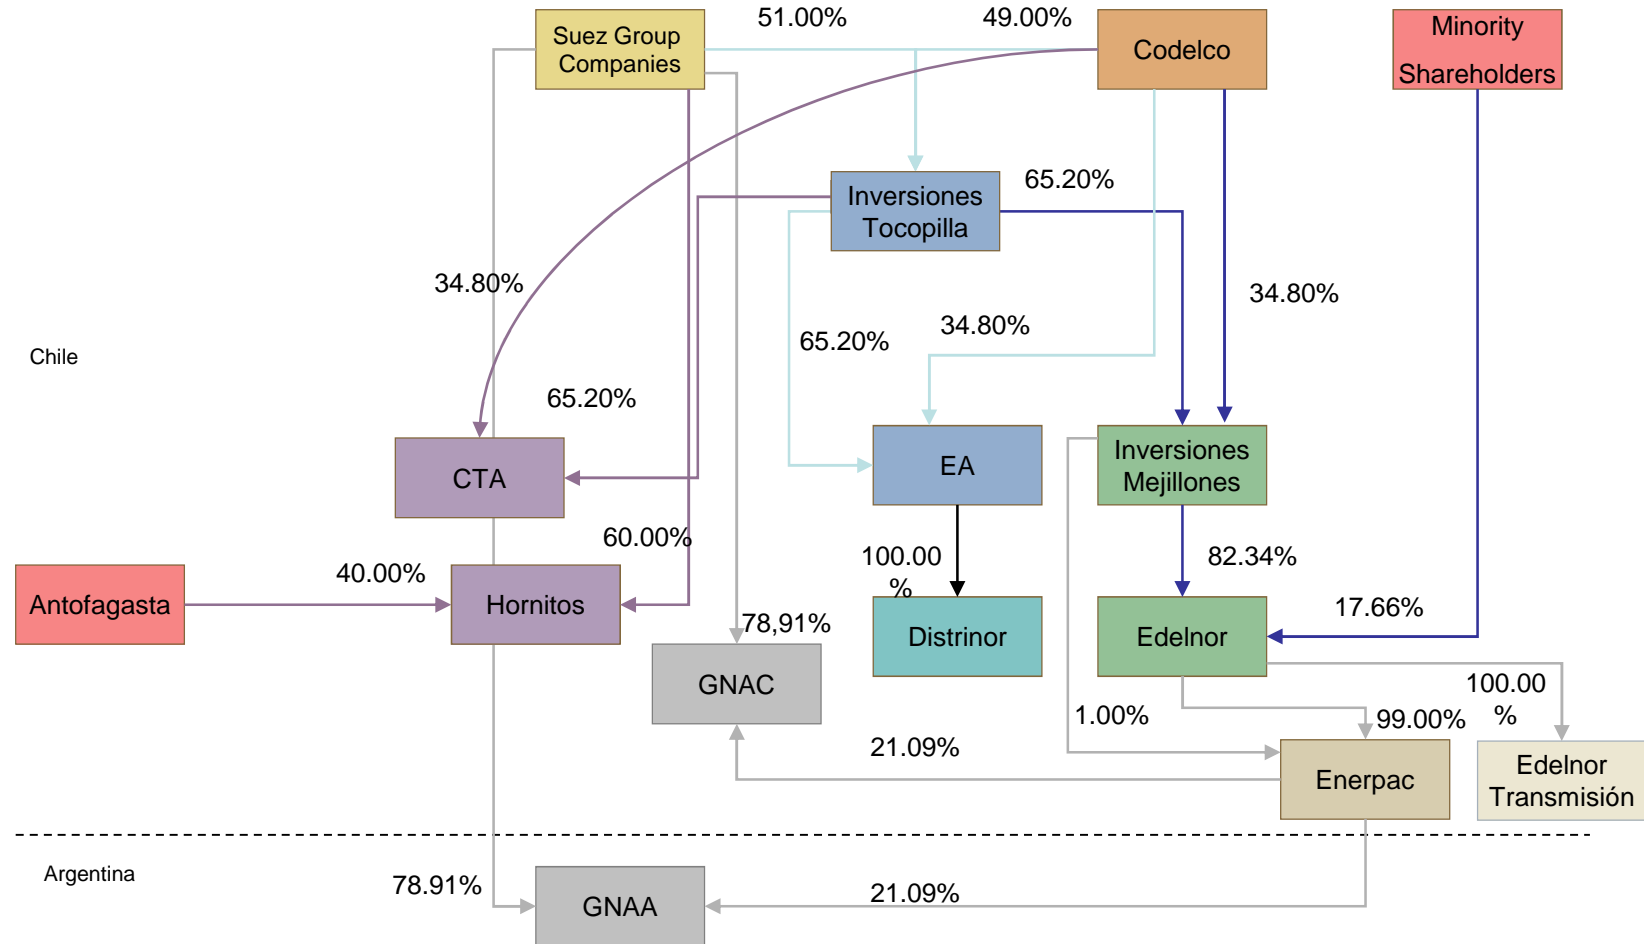 51.00%
49.00%
Suez Group
Companies
Codelco
Minority
Shareholders
Inversiones
Tocopilla
65.20%
34.80%
34.80%
34.80%
65.20%
Chile
65.20%
CTA
EA
Inversiones
Mejillones
60.00%
100.00
%
82.34%
40.00%
Antofagasta
Hornitos
78,91%
Distrinor
Edelnor
17.66%
GNAC
1.00%
99.00%
100.00
%
21.09%
Enerpac
Edelnor
Transmisión
Argentina
78.91%
GNAA
21.09%